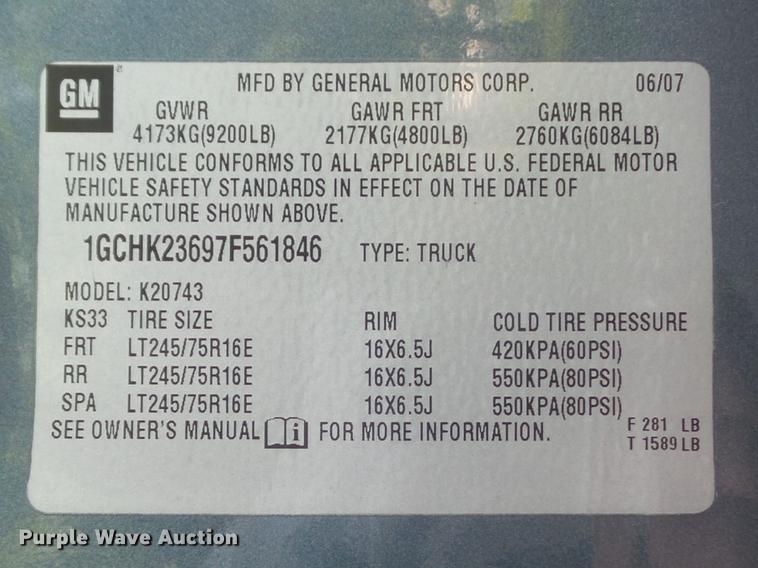 GM
MFD BY GENERAL MOTORS CORP. 06/07
GVWR GAWR FRT GAWR RR
4173KG(9200LB) 2177KG(4800LB) 2760KG(6084LB)
THIS VEHICLE CONFORMS TO ALL APPLICABLE U.S. FEDERAL MOTOR
VEHICLE SAFETY STANDARDS IN EFFECT ON THE DATE OF
MANUFACTURE SHOWN ABOVE.
1GCHK23697F561846 TYPE: TRUCK
MODEL: K20743
KS33 TIRE SIZE RIM COLD TIRE PRESSURE
FRT LT245/75R16E 16X6.5J 420KPA(60PSI)
RR LT245/75R16E 16X6.5J 550KPA(80PSI)
SPA LT245/75R16E 16X6.5J 550KPA(80PSI)
SEE OWNER'S MANUAL i FOR MORE INFORMATION.
F 281 LB
T 1589 LB
Purple Wave Auction